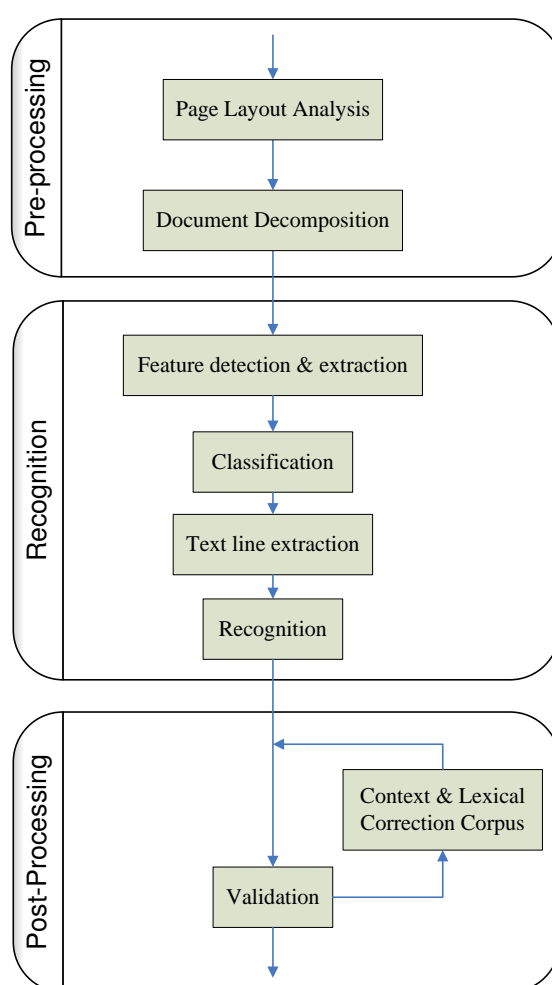 Pre-processing
Page Layout Analysis
Document Decomposition
Recognition
Feature detection & extraction
Classification
Text line extraction
Recognition
Post-Processing
Context & Lexical
Correction Corpus
Validation